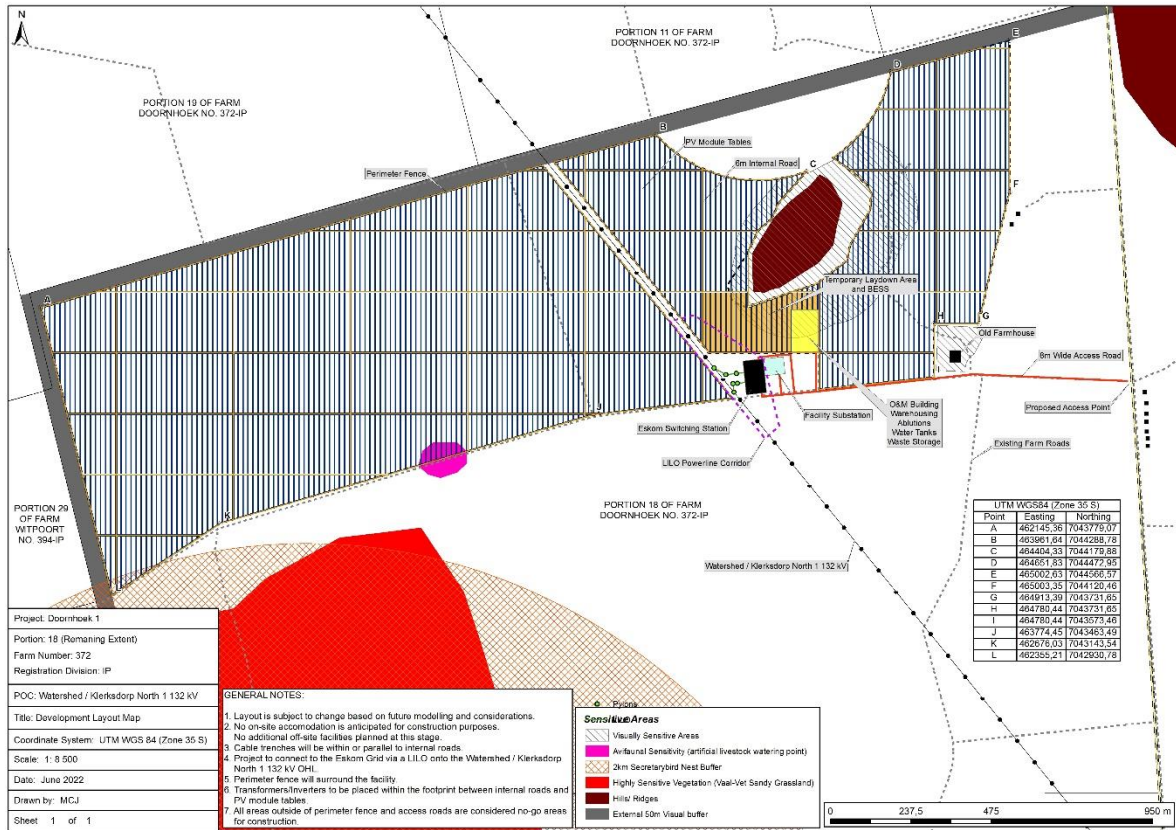 N
PORTION 11 OF FARM
DOORNHOEK NO. 372-IP
E
D
PORTION 19 OF FARM
DOORNHOEK NO. 372-IP
B
PV Module Tables
6m Internal Road
C
Perimeter Fence
F
Temporary Laydown Area
and BESS
A
H
G
Old Farmhouse
I
8m Wide Access Road
O&M Building
Warehousing
Ablutions
Water Tanks
Waste Storage
Facility Substation
Proposed Access Point
J
Eskom Switching Station
LILO Powerline Corridor
Existing Farm Roads
K
PORTION 29
OF FARM
WITPOORT
NO. 394-IP
PORTION 18 OF FARM
DOORNHOEK NO. 372-IP
L
Watershed / Klerksdorp North 1 132 kV
UTM WGS84 (Zone 35 S)
Point Easting Northing
A 462145,36 7043779,07
B 463961,64 7044288,78
C 464404,33 7044179,88
D 464651,83 7044472,95
E 465002,63 7044566,57
F 465003,35 7044120,46
G 464913,39 7043731,65
H 464780,44 7043731,65
I 464780,44 7043573,46
J 463774,45 7043463,49
K 462676,03 7043143,54
L 462355,21 7042930,78
Project: Doornhoek 1
Portion: 18 (Remaning Extent)
Farm Number: 372
Registration Division: IP
POC: Watershed / Klerksdorp North 1 132 kV
Title: Development Layout Map
Coordinate System: UTM WGS 84 (Zone 35 S)
Scale: 1: 8 500
Date: June 2022
Drawn by: MCJ
Sheet 1 of 1
GENERAL NOTES:
1. Layout is subject to change based on future modelling and considerations.
2. No on-site accomodation is anticipated for construction purposes.
No additional off-site facilities planned at this stage.
3. Cable trenches will be within or parallel to internal roads.
4. Project to connect to the Eskom Grid via a LILO onto the Watershed / Klerksdorp
North 1 132 kV OHL.
5. Perimeter fence will surround the facility.
6. Transformers/Inverters to be placed within the footprint between internal roads and
PV module tables.
7. All areas outside of perimeter fence and access roads are considered no-go areas
for construction.
Pylons
Sensitive Areas
Visually Sensitive Areas
Avifaunal Sensitivity (artificial livestock watering point)
2km Secretarybird Nest Buffer
Highly Sensitive Vegetation (Vaal-Vet Sandy Grassland)
Hills/ Ridges
External 50m Visual buffer
0 237,5 475 950 m